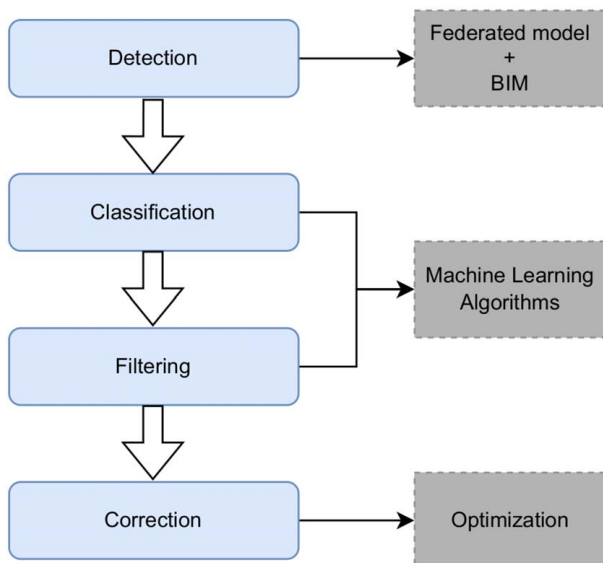 Detection
Federated model
+
BIM
Classification
Machine Learning
Algorithms
Filtering
Correction
Optimization